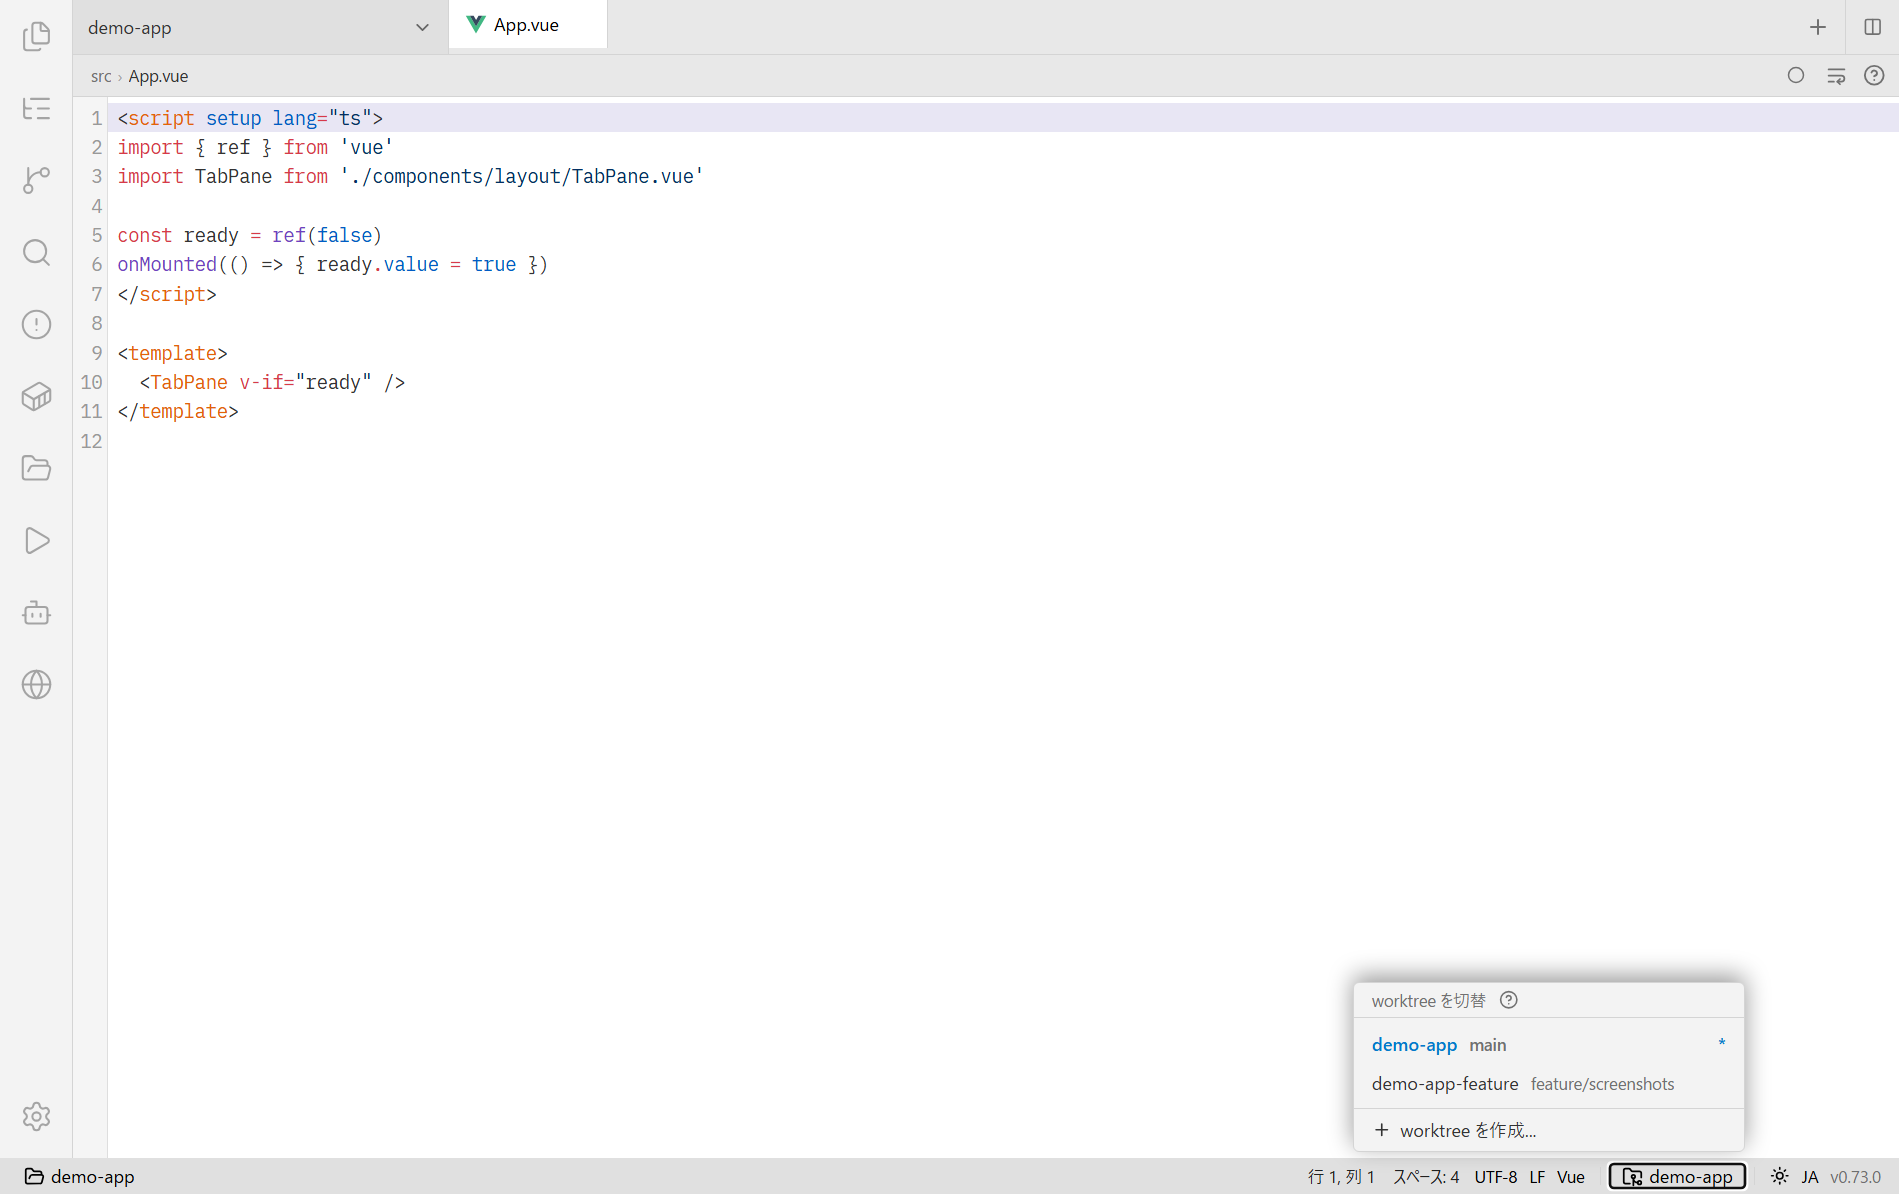 demo-app
App.vue
src › App.vue
1 <script setup lang="ts">
2 import { ref } from 'vue'
3 import TabPane from './components/layout/TabPane.vue'
4
5 const ready = ref(false)
6 onMounted(() => { ready.value = true })
7 </script>
8
9 <template>
10   <TabPane v-if="ready" />
11 </template>
12
worktree を切替
demo-app main *
demo-app-feature feature/screenshots
+ worktree を作成...
demo-app
行 1, 列 1 スペース: 4 UTF-8 LF Vue demo-app JA v0.73.0